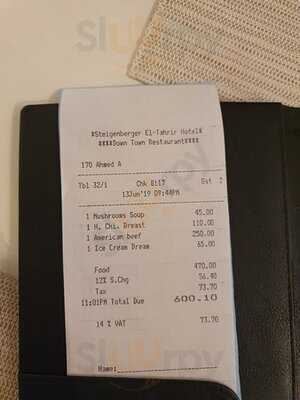 *Steigenberger El-Tahrir Hotel*
****Down Town Restaurant****
170 Ahmed A
Tbl 32/1 Chk 8117 Gst 2
13Jun'19 09:44PM
1 Mushrooms Soup 45.00
1 H. Chi. Breast 110.00
1 American beef 250.00
1 Ice Cream Dream 65.00
Food 470.00
12% S.Chg 56.40
Tax 73.70
11:01PM Total Due 600.10
14 % VAT 73.70
Name: